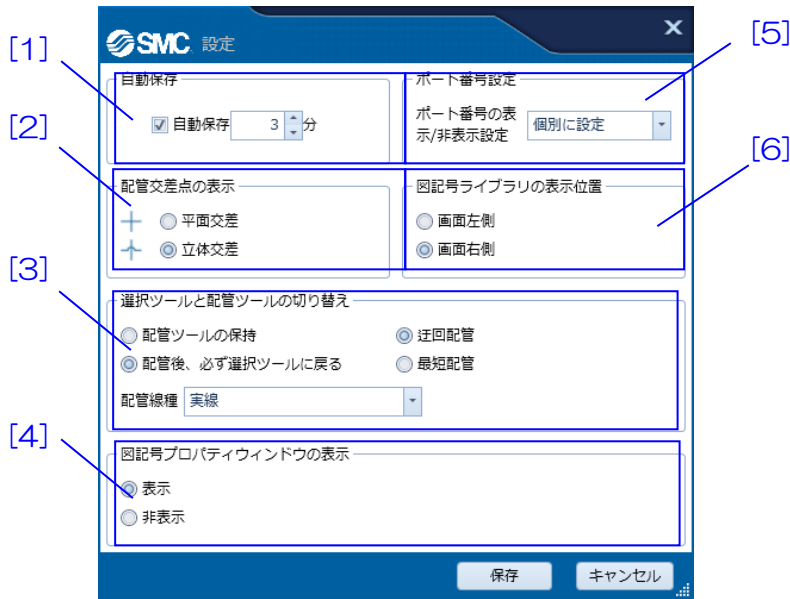 SMC 設定
X
[1]
[5]
自動保存
自動保存 3 分
ポート番号設定
ポート番号の表
示/非表示設定
個別に設定
[2]
[6]
配管交差点の表示
平面交差
立体交差
図記号ライブラリの表示位置
画面左側
画面右側
[3]
選択ツールと配管ツールの切り替え
配管ツールの保持
迂回配管
配管後、必ず選択ツールに戻る
最短配管
配管線種 実線
[4]
図記号プロパティウィンドウの表示
表示
非表示
保存
キャンセル